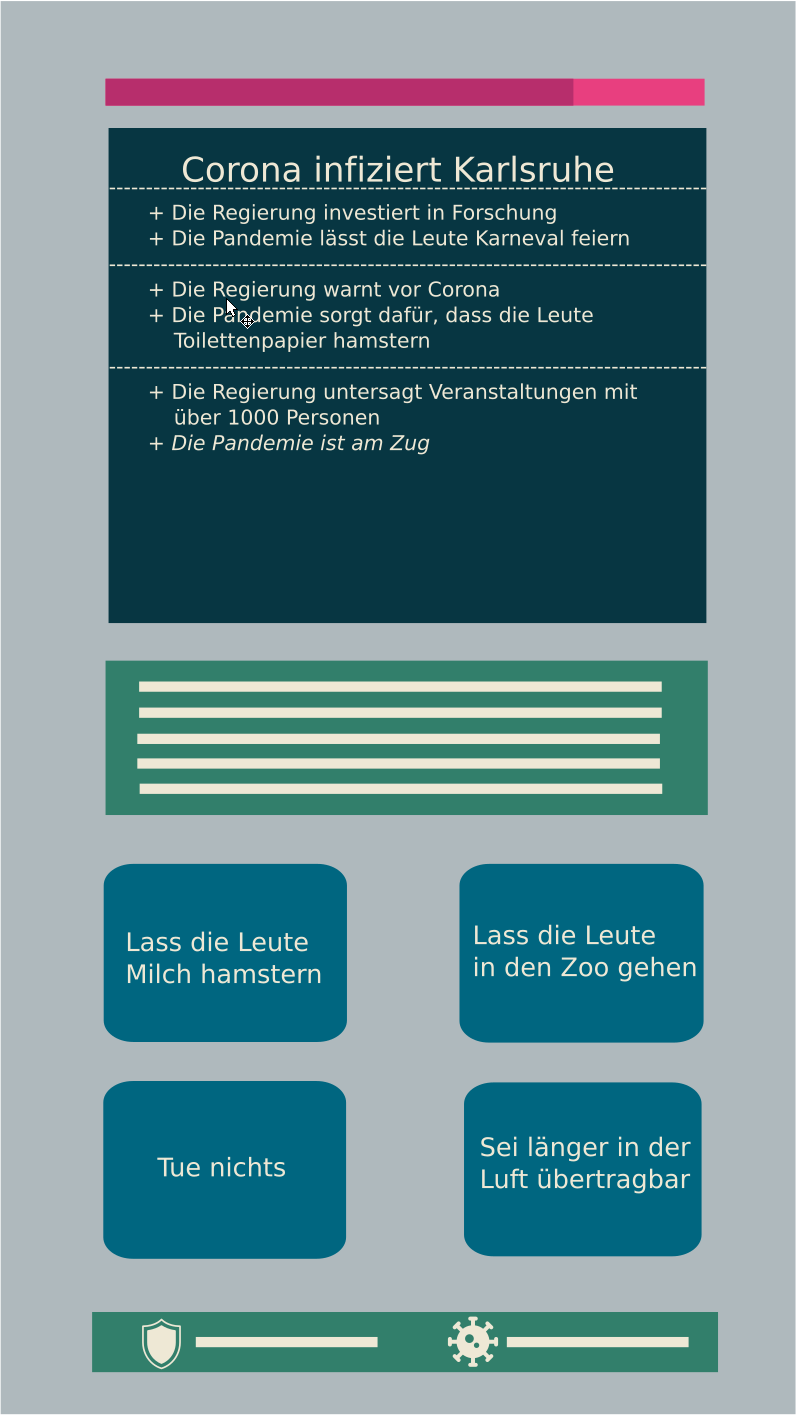 Corona infiziert Karlsruhe
+ Die Regierung investiert in Forschung
+ Die Pandemie lässt die Leute Karneval feiern
+ Die Regierung warnt vor Corona
+ Die Pandemie sorgt dafür, dass die Leute
Toilettenpapier hamstern
+ Die Regierung untersagt Veranstaltungen mit
über 1000 Personen
+ Die Pandemie ist am Zug
Lass die Leute
Milch hamstern
Lass die Leute
in den Zoo gehen
Tue nichts
Sei länger in der
Luft übertragbar